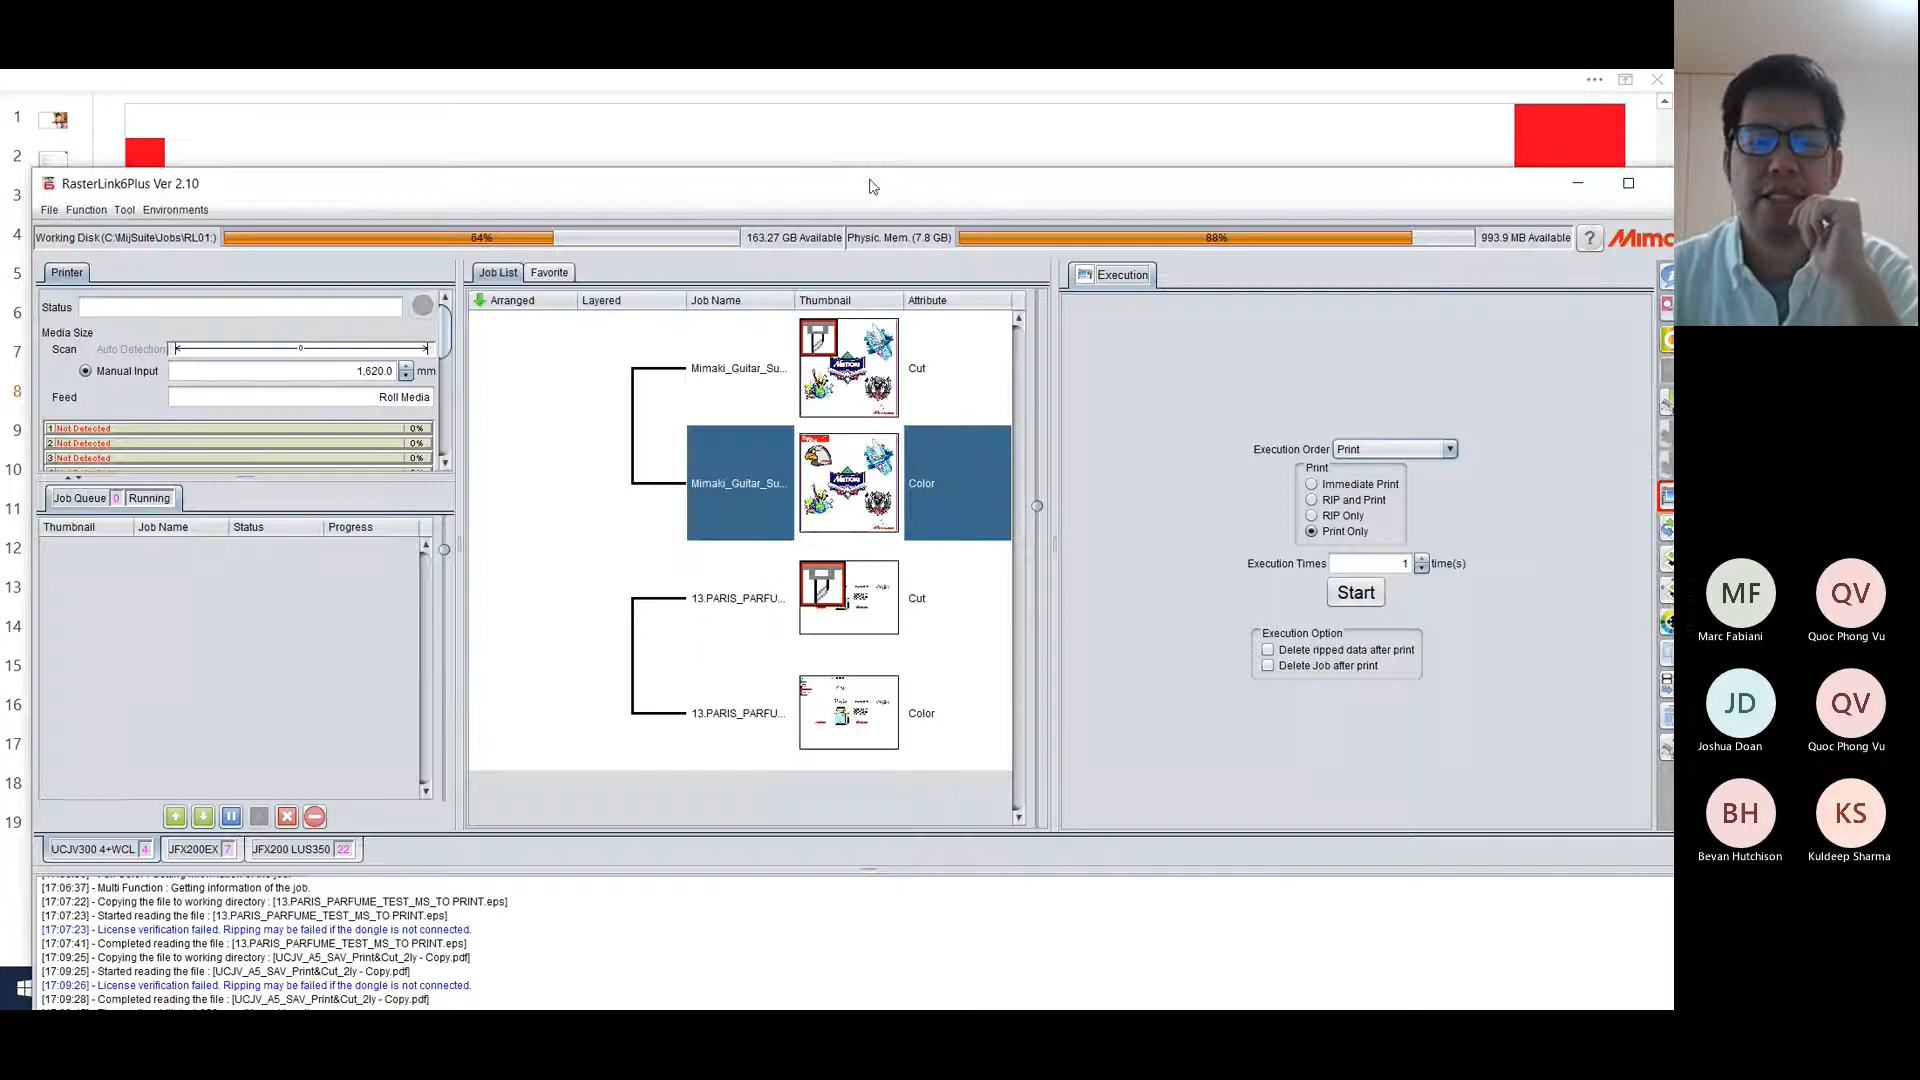 1
2
3
4
5
6
7
8
9
10
11
12
13
14
15
16
17
18
19
RasterLink6Plus Ver 2.10
File Function Tool Environments
Working Disk (C:\MijSuite\Jobs\RL01:) 64% 163.27 GB Available Physic. Mem. (7.8 GB) 88% 993.9 MB Available ?
Printer
Status
Media Size
Scan Auto Detection 0
Manual Input 1,620.0 mm
Feed Roll Media
1 Not Detected 0%
2 Not Detected 0%
3 Not Detected 0%
Job Queue 0 Running
Thumbnail Job Name Status Progress
Job List Favorite
Arranged Layered Job Name Thumbnail Attribute
Mimaki_Guitar_Su... Cut
Mimaki_Guitar_Su... Color
13.PARIS_PARFU... Cut
13.PARIS_PARFU... Color
Execution
Execution Order Print
Print
Immediate Print
RIP and Print
RIP Only
Print Only
Execution Times 1 time(s)
Start
Execution Option
Delete ripped data after print
Delete Job after print
UCJV300 4+WCL 4 JFX200EX 7 JFX200 LUS350 22
[17:06:37] - Multi Function : Getting information of the job.
[17:07:22] - Copying the file to working directory : [13.PARIS_PARFUME_TEST_MS_TO PRINT.eps]
[17:07:23] - Started reading the file : [13.PARIS_PARFUME_TEST_MS_TO PRINT.eps]
[17:07:23] - License verification failed. Ripping may be failed if the dongle is not connected.
[17:07:41] - Completed reading the file : [13.PARIS_PARFUME_TEST_MS_TO PRINT.eps]
[17:09:25] - Copying the file to working directory : [UCJV_A5_SAV_Print&Cut_2ly - Copy.pdf]
[17:09:25] - Started reading the file : [UCJV_A5_SAV_Print&Cut_2ly - Copy.pdf]
[17:09:26] - License verification failed. Ripping may be failed if the dongle is not connected.
[17:09:28] - Completed reading the file : [UCJV_A5_SAV_Print&Cut_2ly - Copy.pdf]
MF QV
Marc Fabiani Quoc Phong Vu
JD QV
Joshua Doan Quoc Phong Vu
BH KS
Bevan Hutchison Kuldeep Sharma